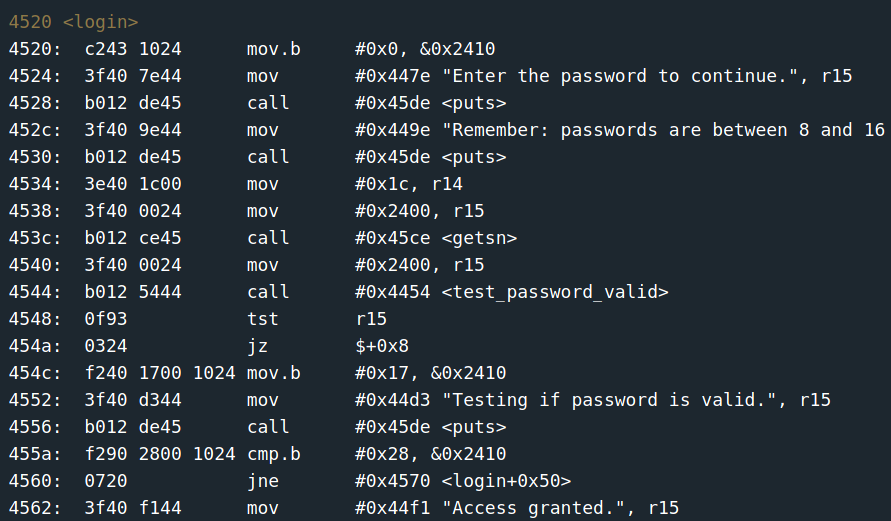 4520 <login>
4520: c243 1024 mov.b #0x0, &0x2410
4524: 3f40 7e44 mov #0x447e "Enter the password to continue.", r15
4528: b012 de45 call #0x45de <puts>
452c: 3f40 9e44 mov #0x449e "Remember: passwords are between 8 and 16
4530: b012 de45 call #0x45de <puts>
4534: 3e40 1c00 mov #0x1c, r14
4538: 3f40 0024 mov #0x2400, r15
453c: b012 ce45 call #0x45ce <getsn>
4540: 3f40 0024 mov #0x2400, r15
4544: b012 5444 call #0x4454 <test_password_valid>
4548: 0f93 tst r15
454a: 0324 jz $+0x8
454c: f240 1700 1024 mov.b #0x17, &0x2410
4552: 3f40 d344 mov #0x44d3 "Testing if password is valid.", r15
4556: b012 de45 call #0x45de <puts>
455a: f290 2800 1024 cmp.b #0x28, &0x2410
4560: 0720 jne #0x4570 <login+0x50>
4562: 3f40 f144 mov #0x44f1 "Access granted.", r15